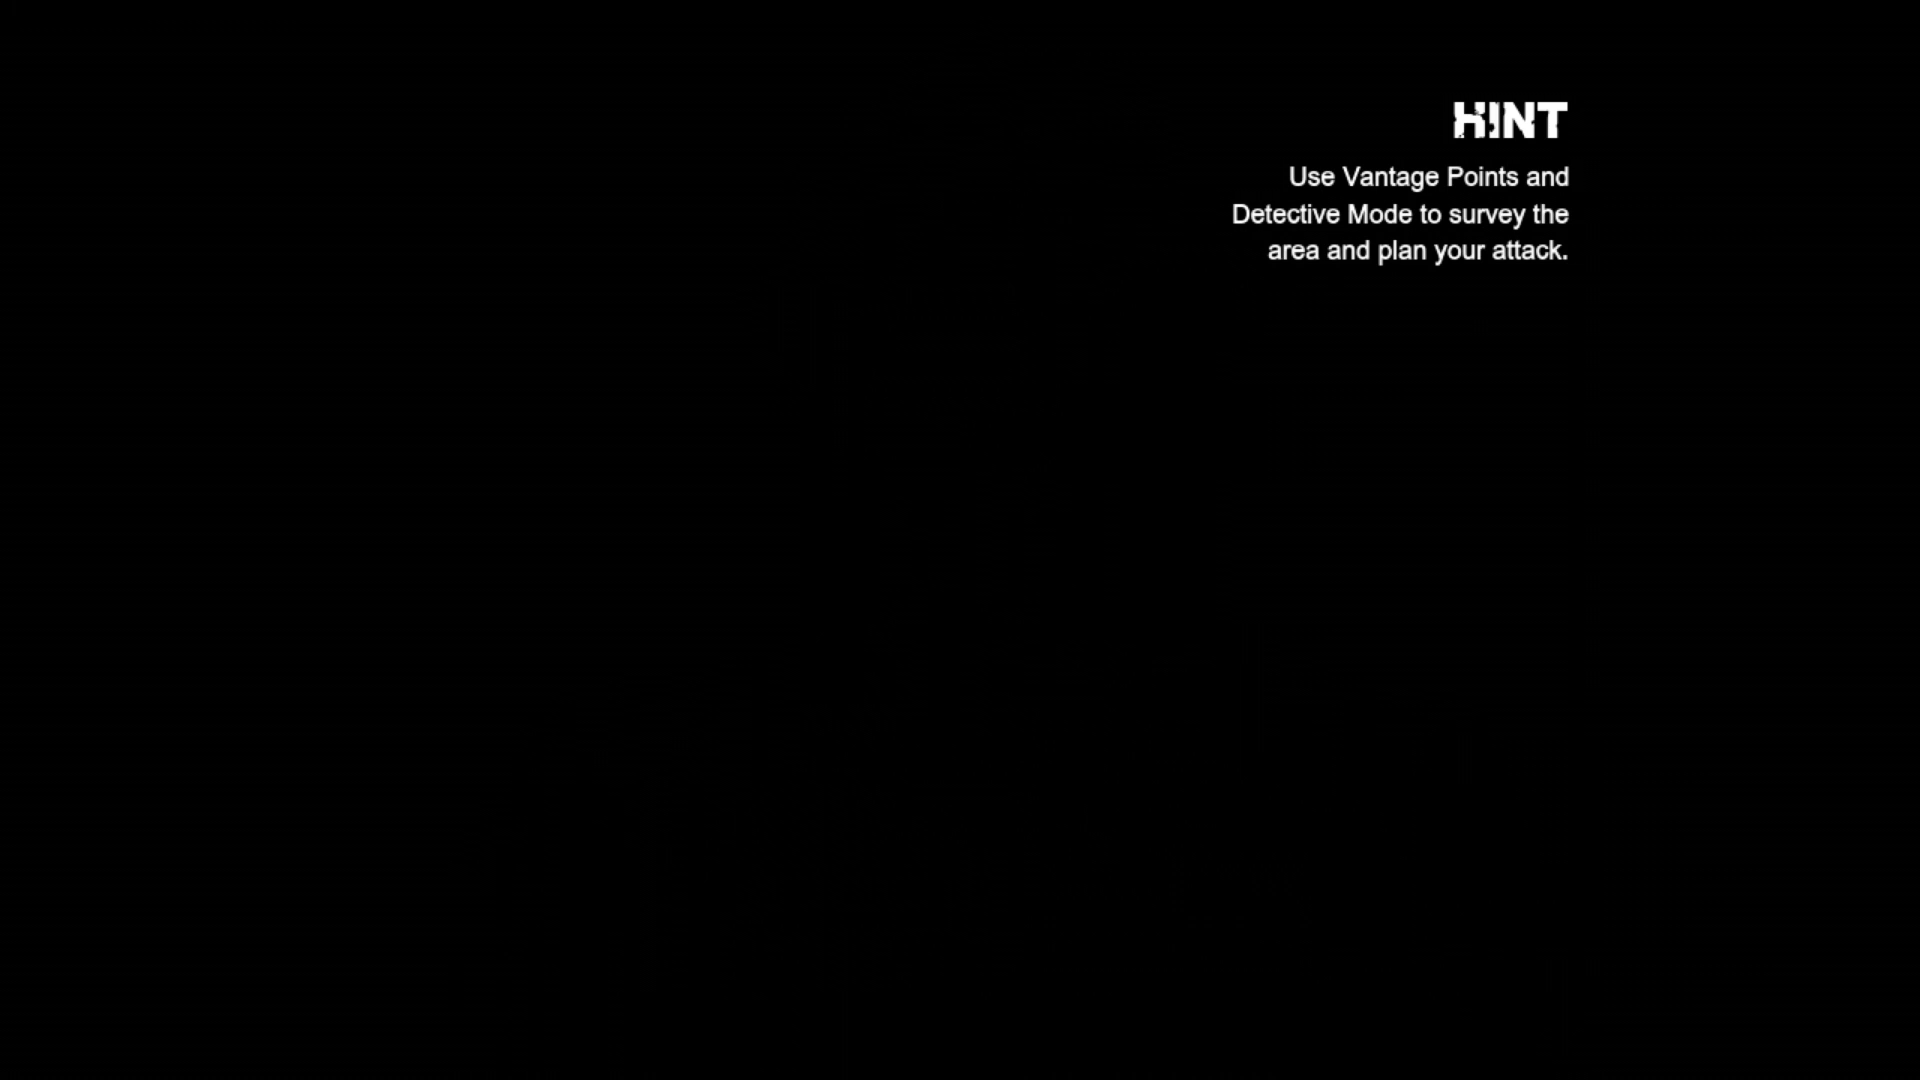 HINT
Use Vantage Points and
Detective Mode to survey the
area and plan your attack.